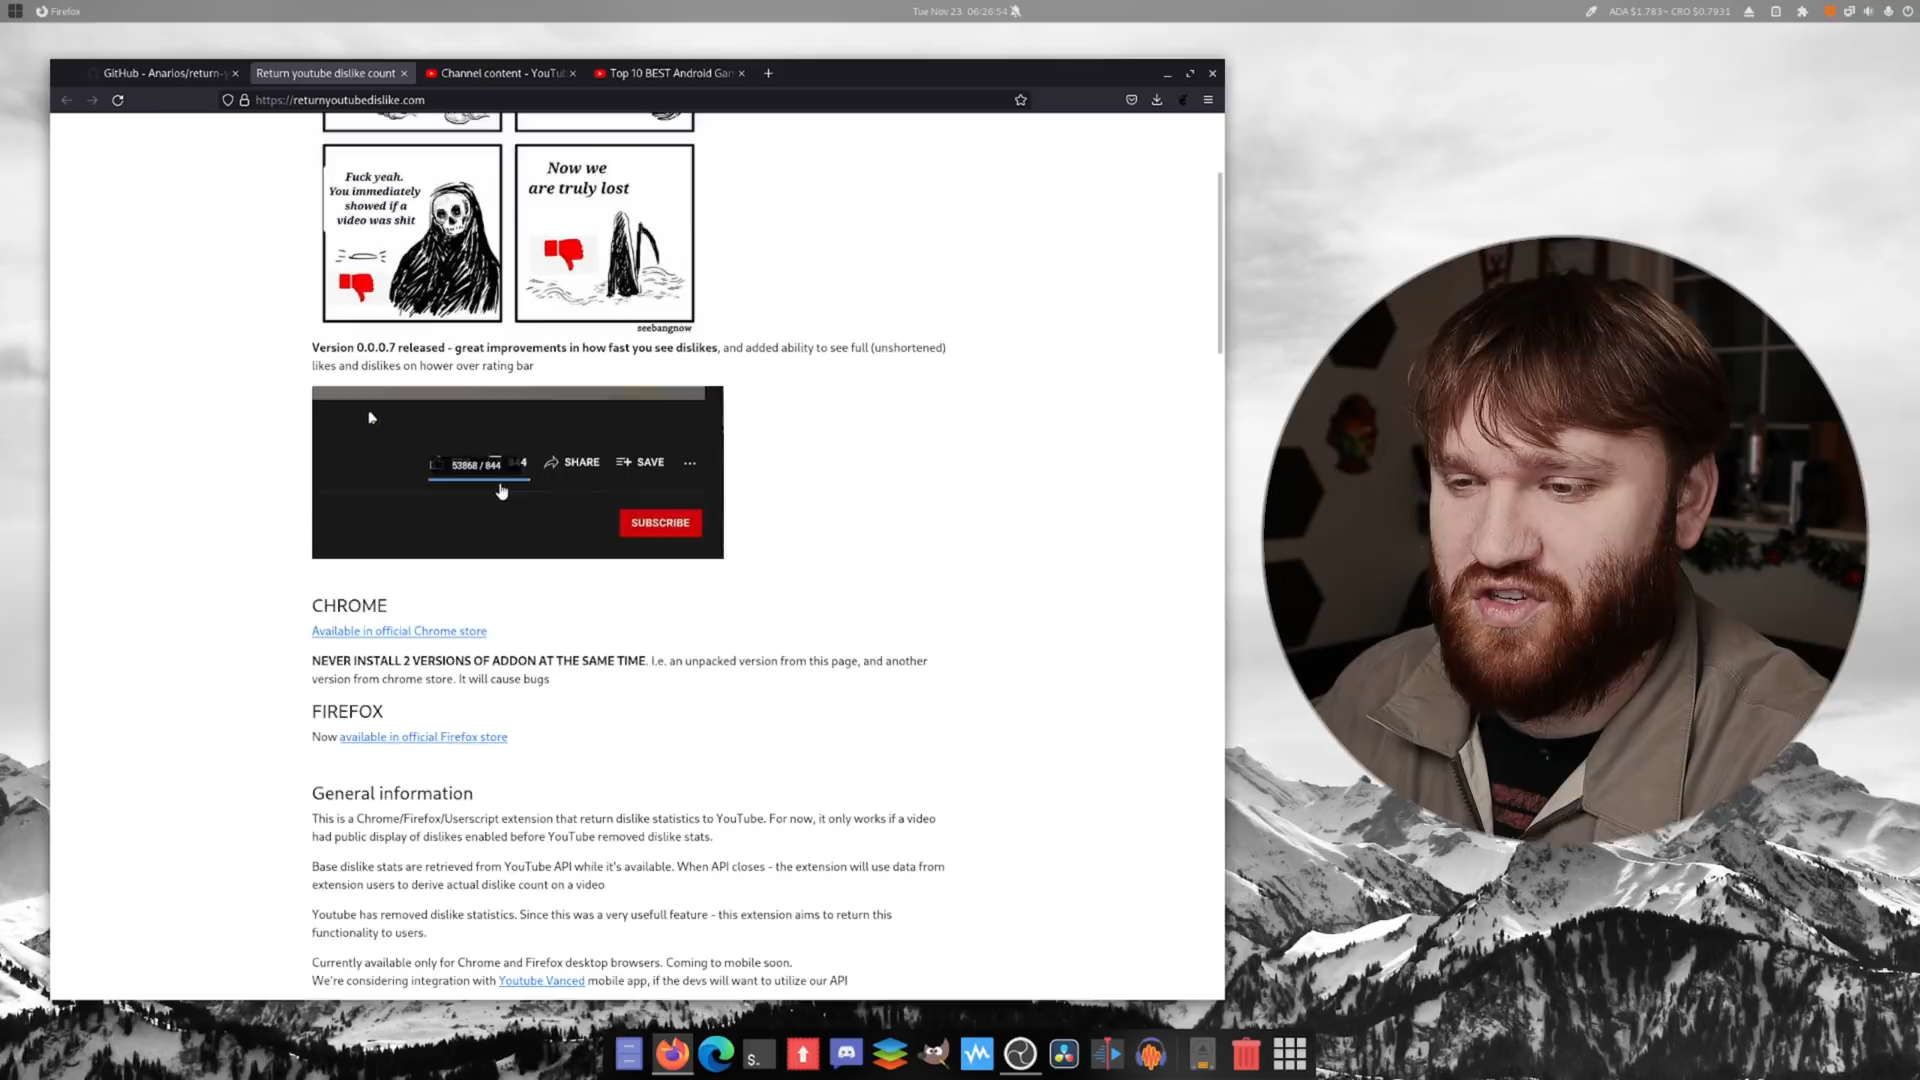 Firefox
Tue Nov 23, 06:26:54
ADA $1.783~ CRO $0.7931
GitHub - Anarios/return-y
Return youtube dislike count
Channel content - YouTu
Top 10 BEST Android Gam
https://returnyoutubedislike.com
Fuck yeah.
You immediately
showed if a
video was shit
Now we
are truly lost
seebangnow
Version 0.0.0.7 released - great improvements in how fast you see dislikes, and added ability to see full (unshortened)
likes and dislikes on hower over rating bar
53868 / 844
SHARE
SAVE
SUBSCRIBE
CHROME
Available in official Chrome store
NEVER INSTALL 2 VERSIONS OF ADDON AT THE SAME TIME. I.e. an unpacked version from this page, and another
version from chrome store. It will cause bugs
FIREFOX
Now available in official Firefox store
General information
This is a Chrome/Firefox/Userscript extension that return dislike statistics to YouTube. For now, it only works if a video
had public display of dislikes enabled before YouTube removed dislike stats.
Base dislike stats are retrieved from YouTube API while it's available. When API closes - the extension will use data from
extension users to derive actual dislike count on a video
Youtube has removed dislike statistics. Since this was a very usefull feature - this extension aims to return this
functionality to users.
Currently available only for Chrome and Firefox desktop browsers. Coming to mobile soon.
We're considering integration with Youtube Vanced mobile app, if the devs will want to utilize our API